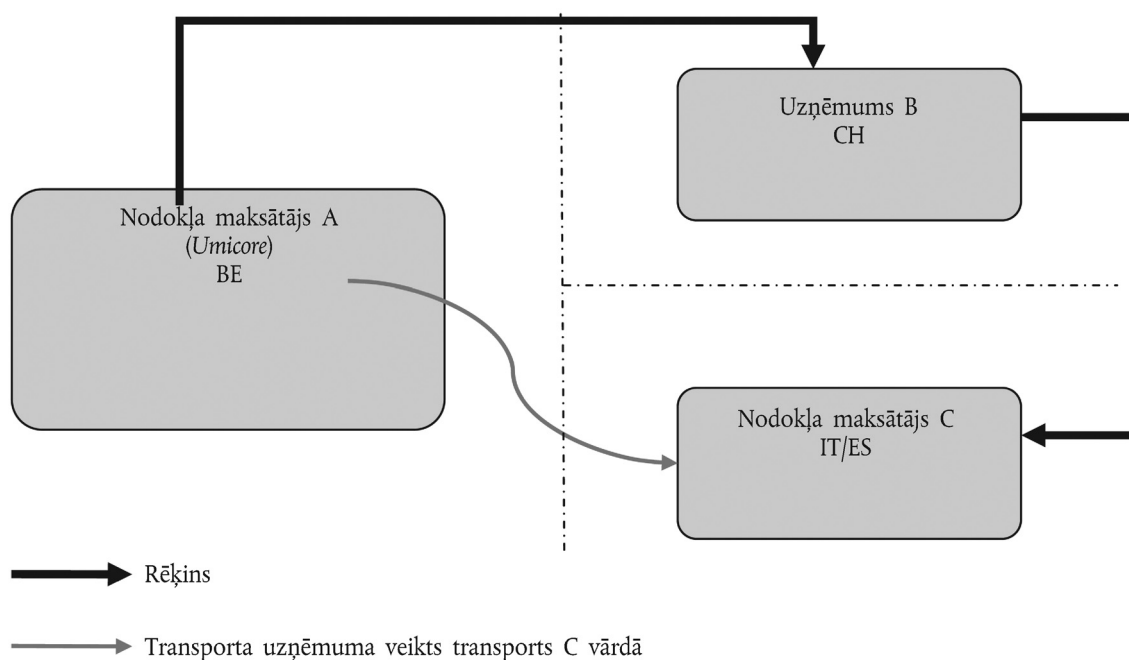 Uzņēmums B
CH
Nodokļa maksātājs A
(Umicore)
BE
Nodokļa maksātājs C
IT/ES
Rēķins
Transporta uzņēmuma veikts transports C vārdā